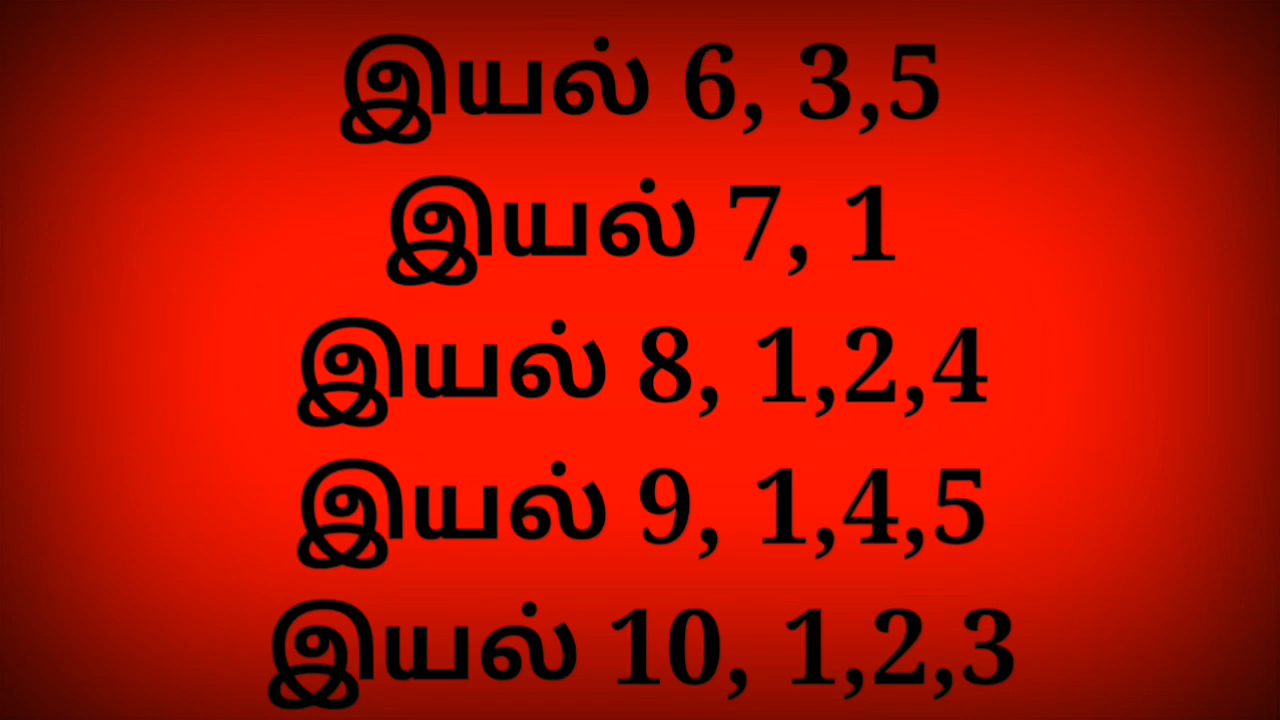 இயல் 6, 3,5
இயல் 7, 1
இயல் 8, 1,2,4
இயல் 9, 1,4,5
இயல் 10, 1,2,3